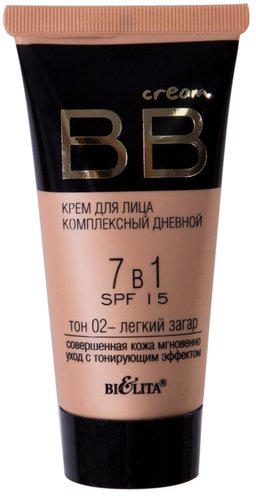 cream
BB
КРЕМ ДЛЯ ЛИЦА
КОМПЛЕКСНЫЙ ДНЕВНОЙ
7 В 1
SPF 15
ТОН 02– ЛЕГКИЙ ЗАГАР
совершенная кожа мгновенно
уход с тонирующим эффектом
BIELITA®